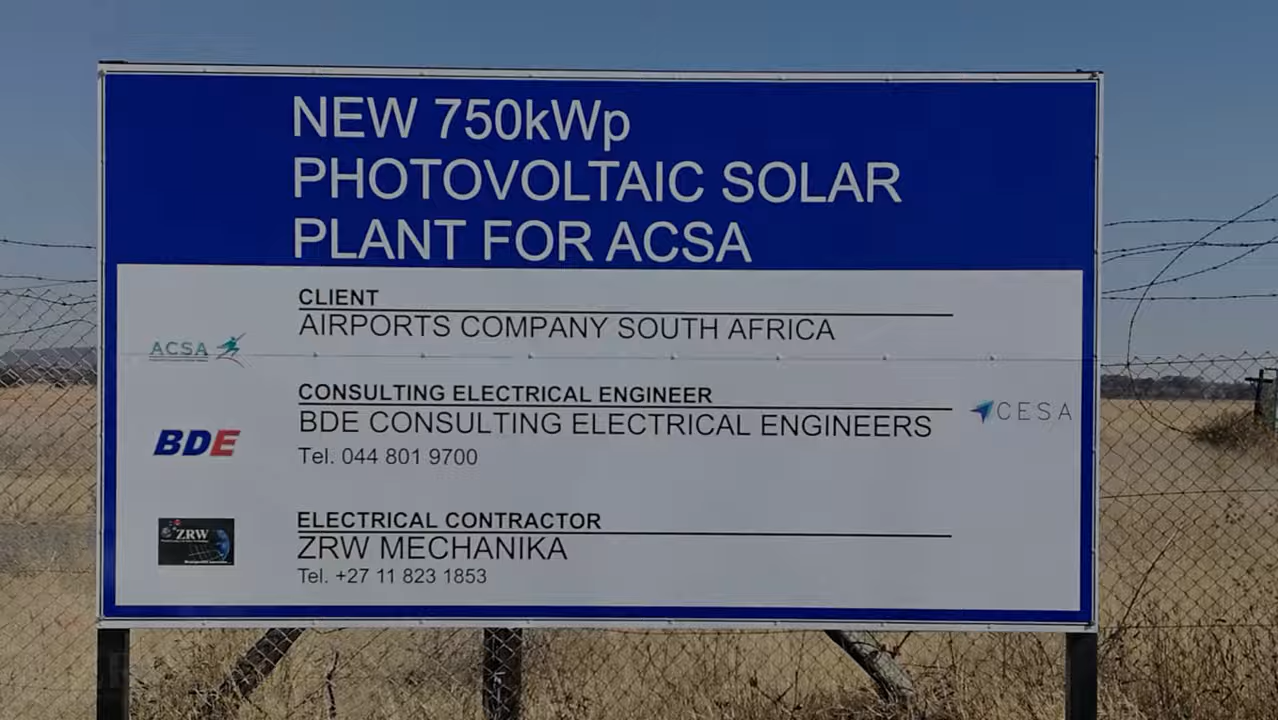 NEW 750kWp
PHOTOVOLTAIC SOLAR
PLANT FOR ACSA
CLIENT
AIRPORTS COMPANY SOUTH AFRICA
ACSA
CONSULTING ELECTRICAL ENGINEER
BDE CONSULTING ELECTRICAL ENGINEERS
CESA
BDE
Tel. 044 801 9700
ELECTRICAL CONTRACTOR
ZRW
ZRW MECHANIKA
Tel. +27 11 823 1853